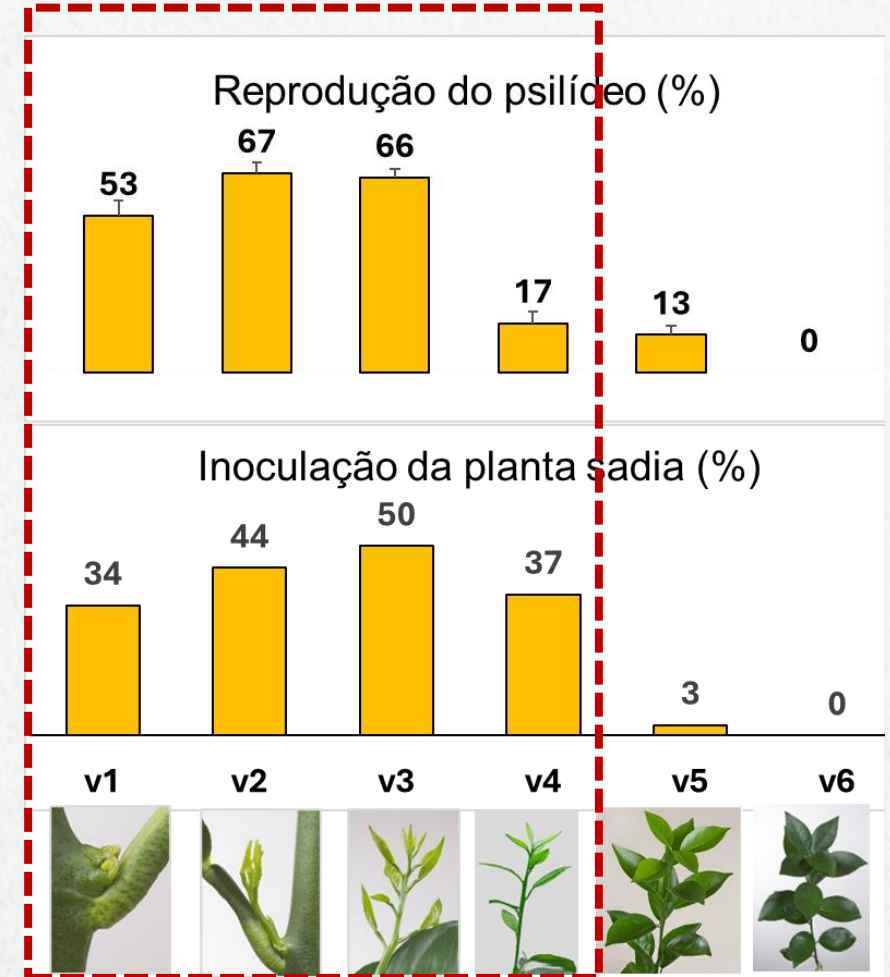 Reprodução do psilídeo (%)
53 67 66 17 13 0
Inoculação da planta sadia (%)
34 44 50 37 3 0
v1 v2 v3 v4 v5 v6